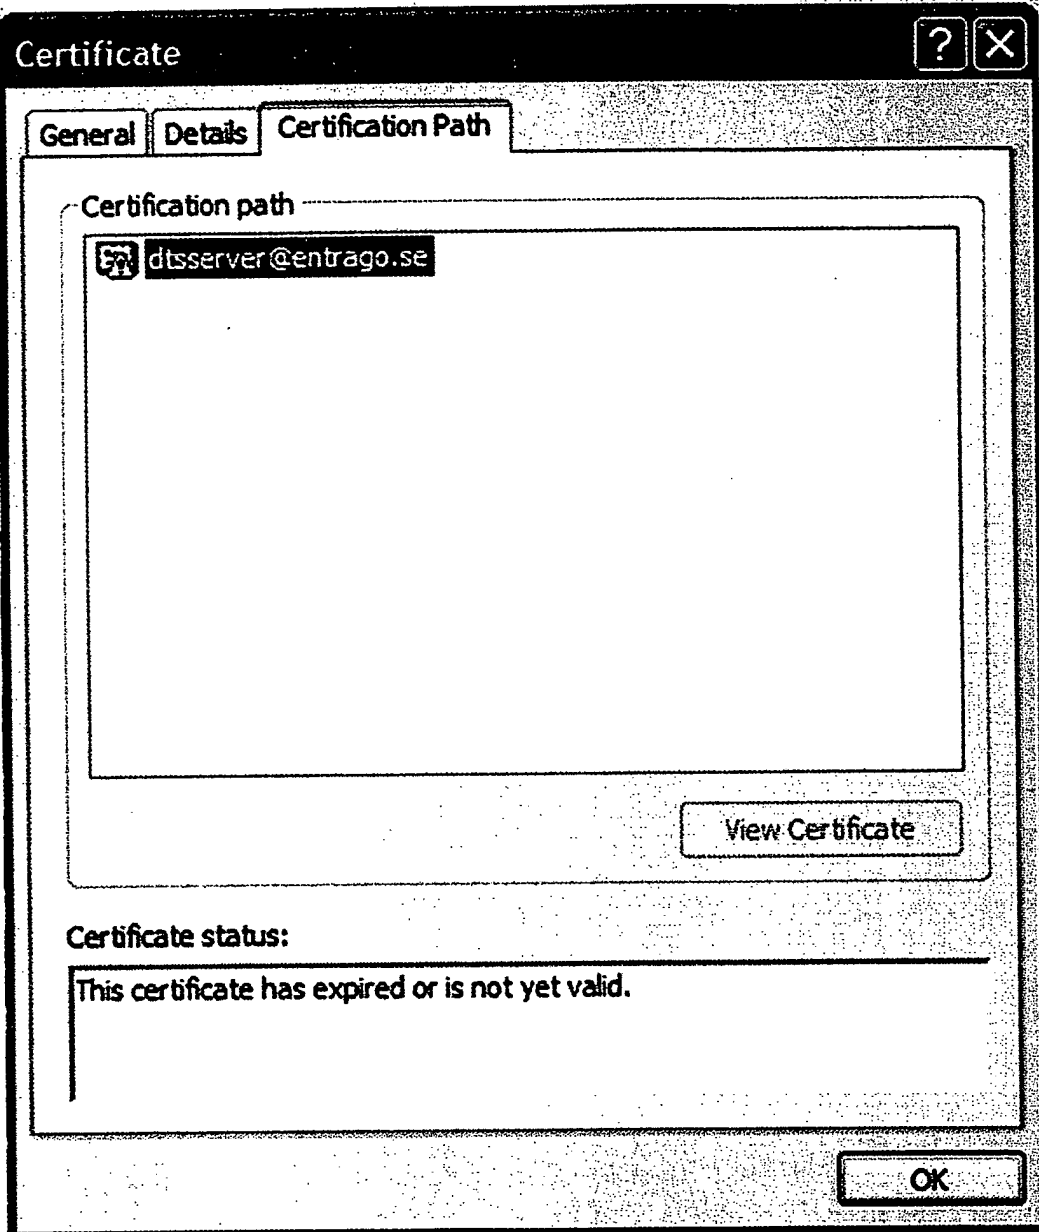 Certificate
General Details Certification Path
Certification path
dtsserver@entrago.se
View Certificate
Certificate status:
This certificate has expired or is not yet valid.
OK